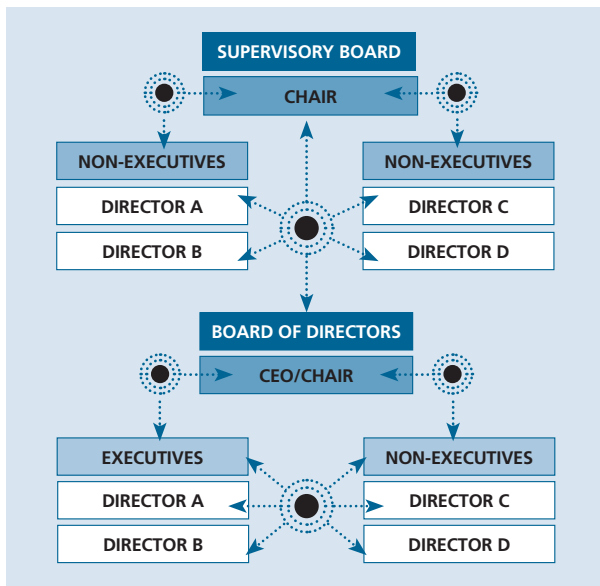 SUPERVISORY BOARD
CHAIR
NON-EXECUTIVES
DIRECTOR A
DIRECTOR B
NON-EXECUTIVES
DIRECTOR C
DIRECTOR D
BOARD OF DIRECTORS
CEO/CHAIR
EXECUTIVES
DIRECTOR A
DIRECTOR B
NON-EXECUTIVES
DIRECTOR C
DIRECTOR D